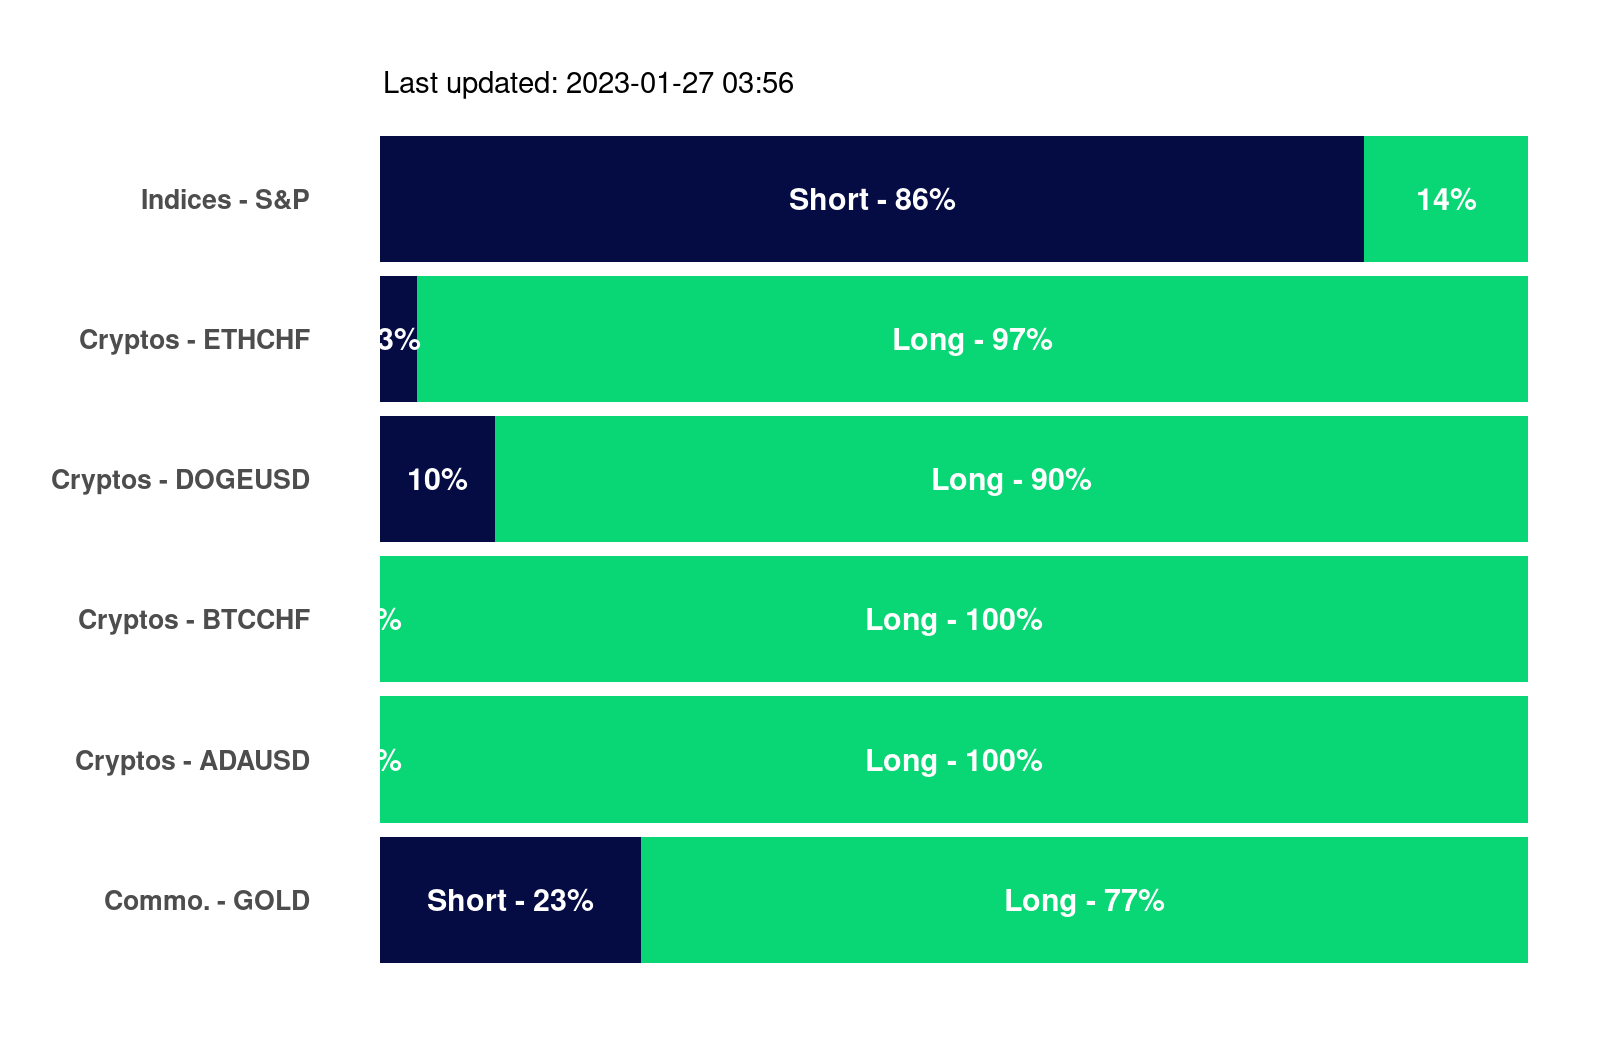 Last updated: 2023-01-27 03:56
Indices - S&P Short - 86% 14%
Cryptos - ETHCHF 3% Long - 97%
Cryptos - DOGEUSD 10% Long - 90%
Cryptos - BTCCHF % Long - 100%
Cryptos - ADAUSD % Long - 100%
Commo. - GOLD Short - 23% Long - 77%